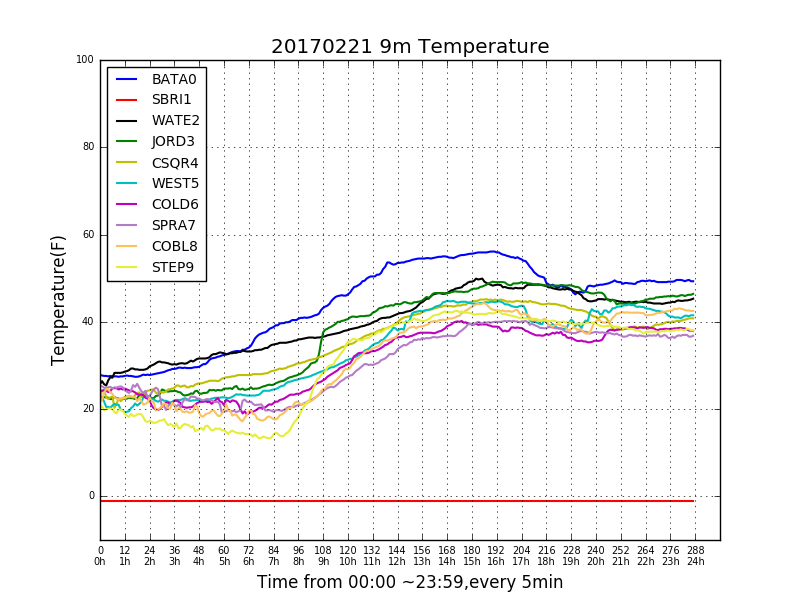 20170221 9m Temperature
100
80
60
40
20
0
Temperature(F)
BATA0
SBRI1
WATE2
JORD3
CSQR4
WEST5
COLD6
SPRA7
COBL8
STEP9
0 12 24 36 48 60 72 84 96 108 120 132 144 156 168 180 192 204 216 228 240 252 264 276 288
0h 1h 2h 3h 4h 5h 6h 7h 8h 9h 10h 11h 12h 13h 14h 15h 16h 17h 18h 19h 20h 21h 22h 23h 24h
Time from 00:00 ~23:59,every 5min